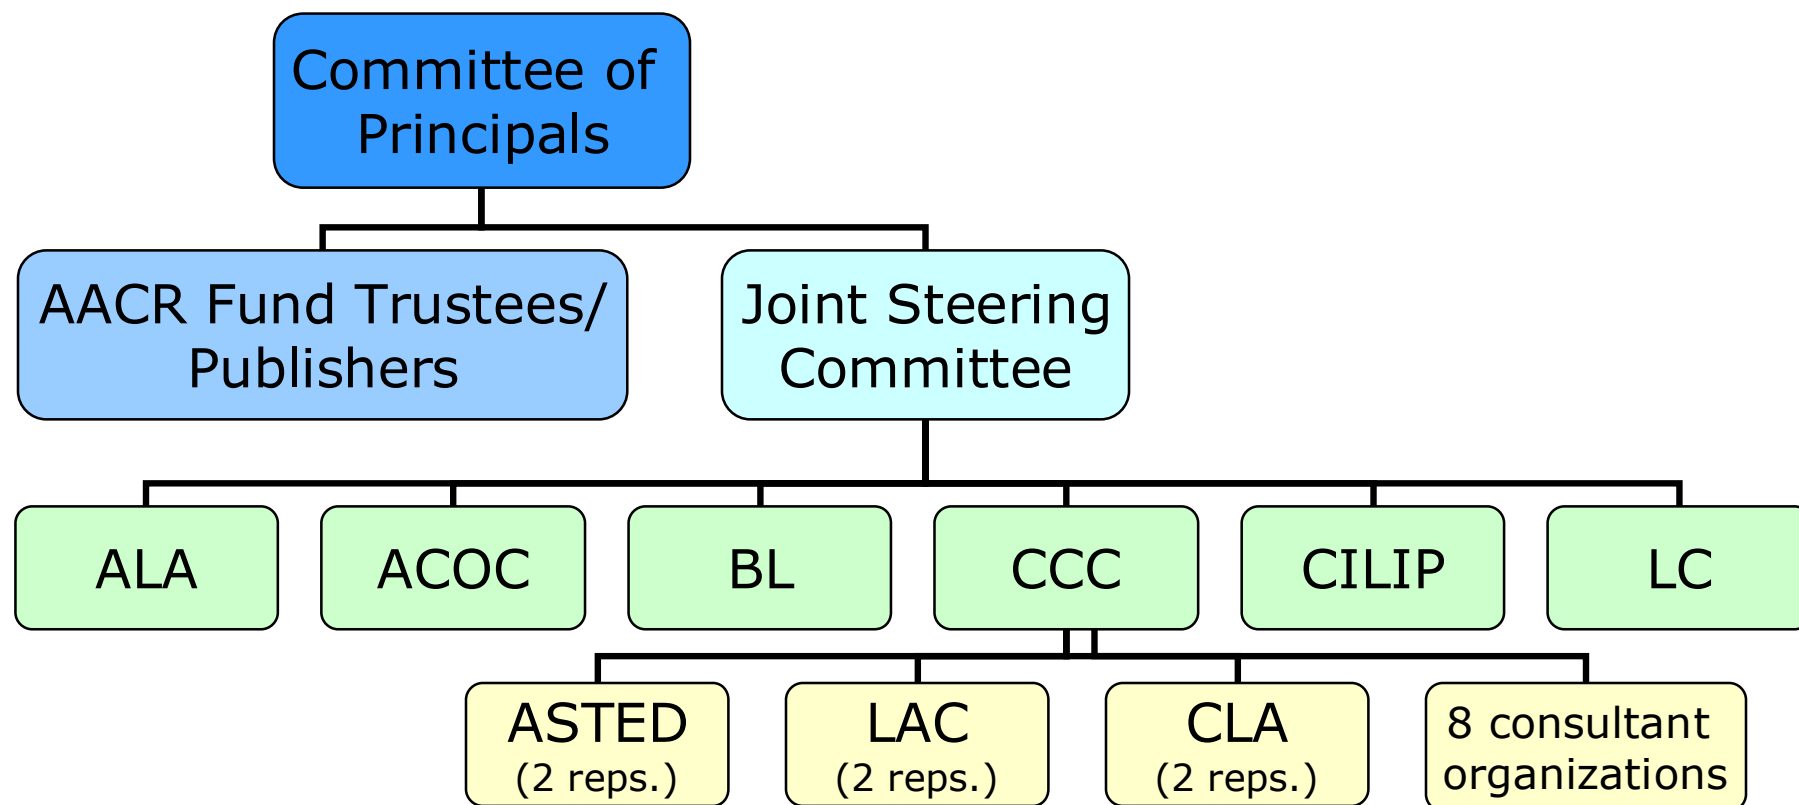 Committee of
Principals
AACR Fund Trustees/
Publishers
Joint Steering
Committee
ALA
ACOC
BL
CCC
CILIP
LC
ASTED
(2 reps.)
LAC
(2 reps.)
CLA
(2 reps.)
8 consultant
organizations